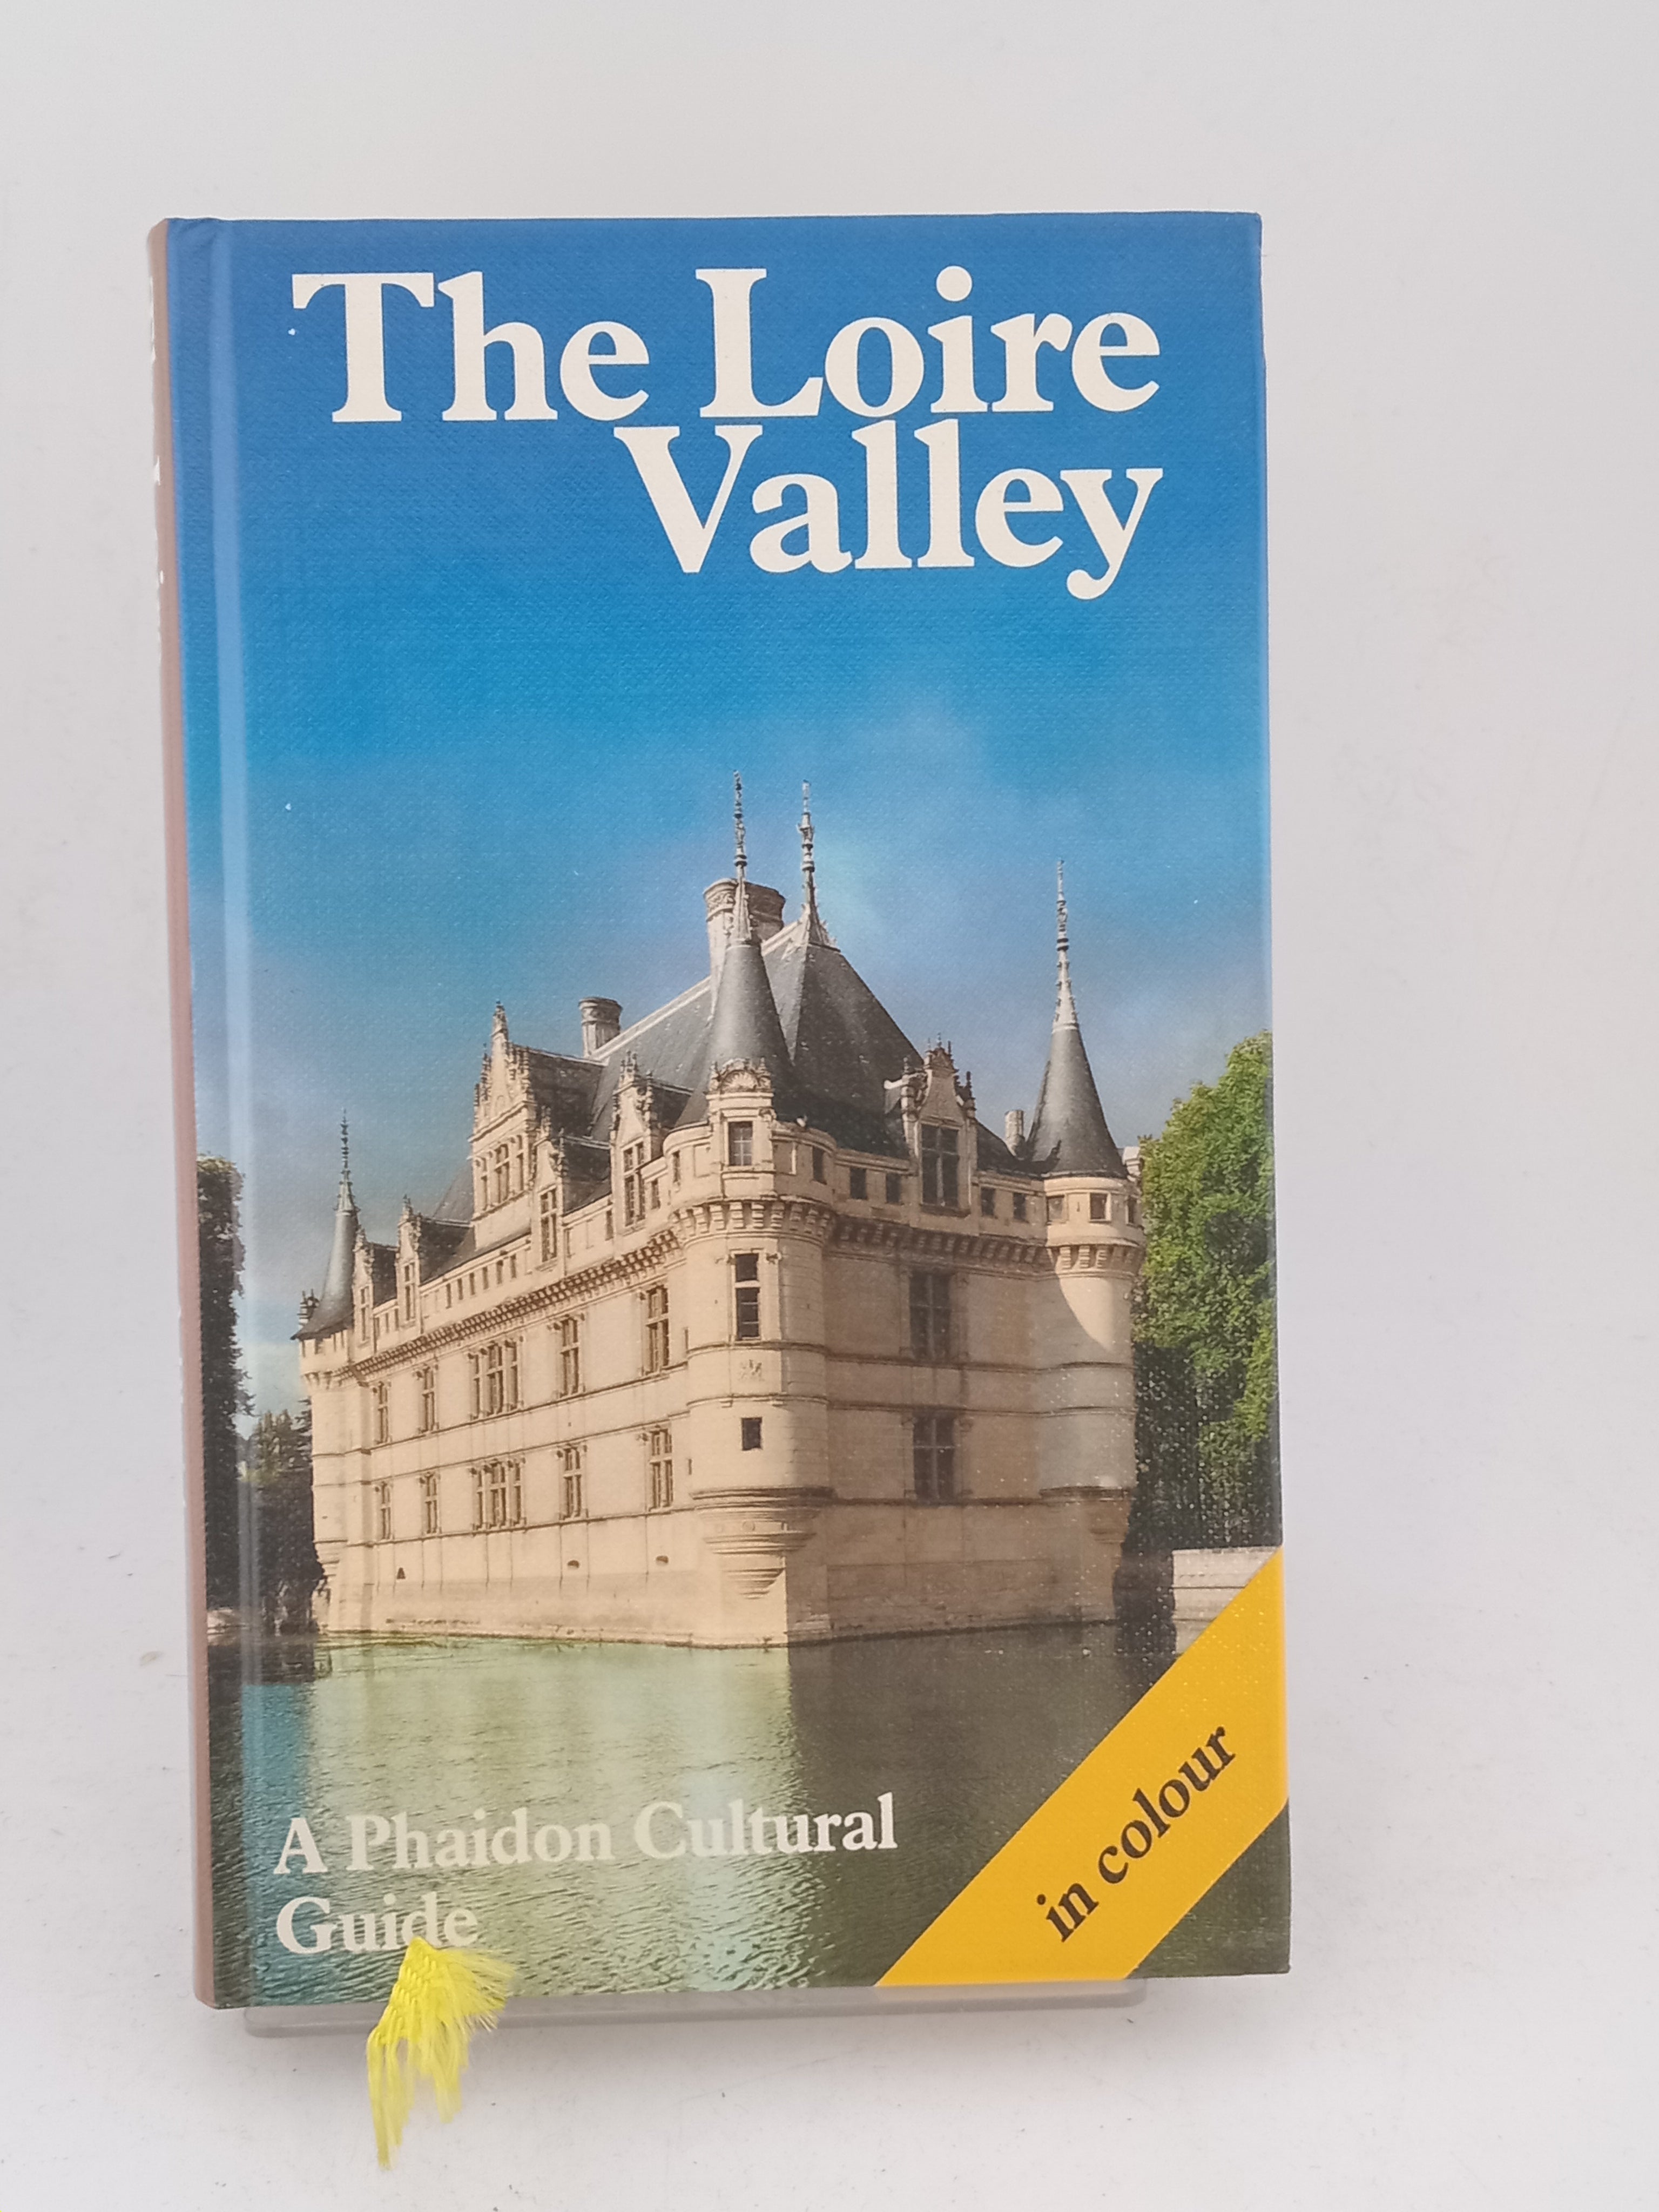 The Loire
Valley
A Phaidon Cultural
Guide
in colour